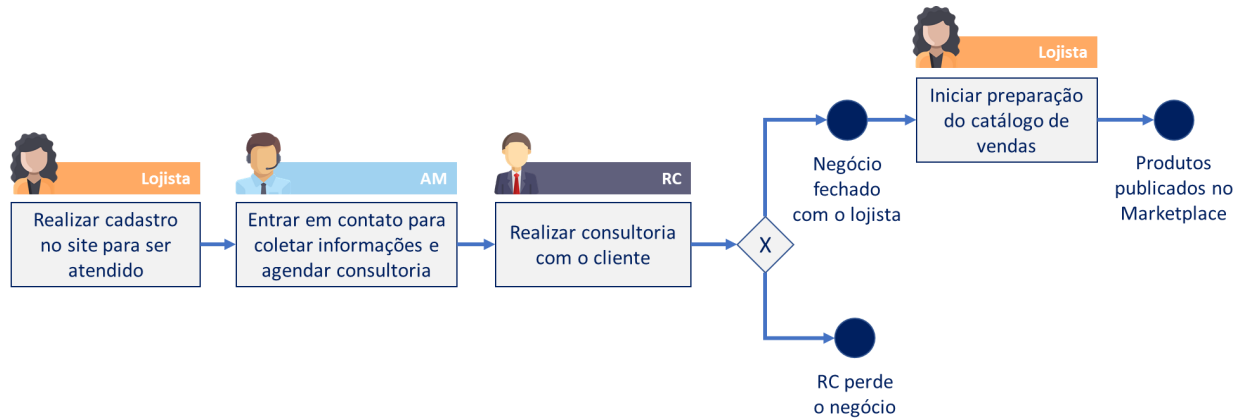 Lojista
Realizar cadastro
no site para ser
atendido
AM
Entrar em contato para
coletar informações e
agendar consultoria
RC
Realizar consultoria
com o cliente
X
Negócio
fechado
com o lojista
Lojista
Iniciar preparação
do catálogo de
vendas
Produtos
publicados no
Marketplace
RC perde
o negócio